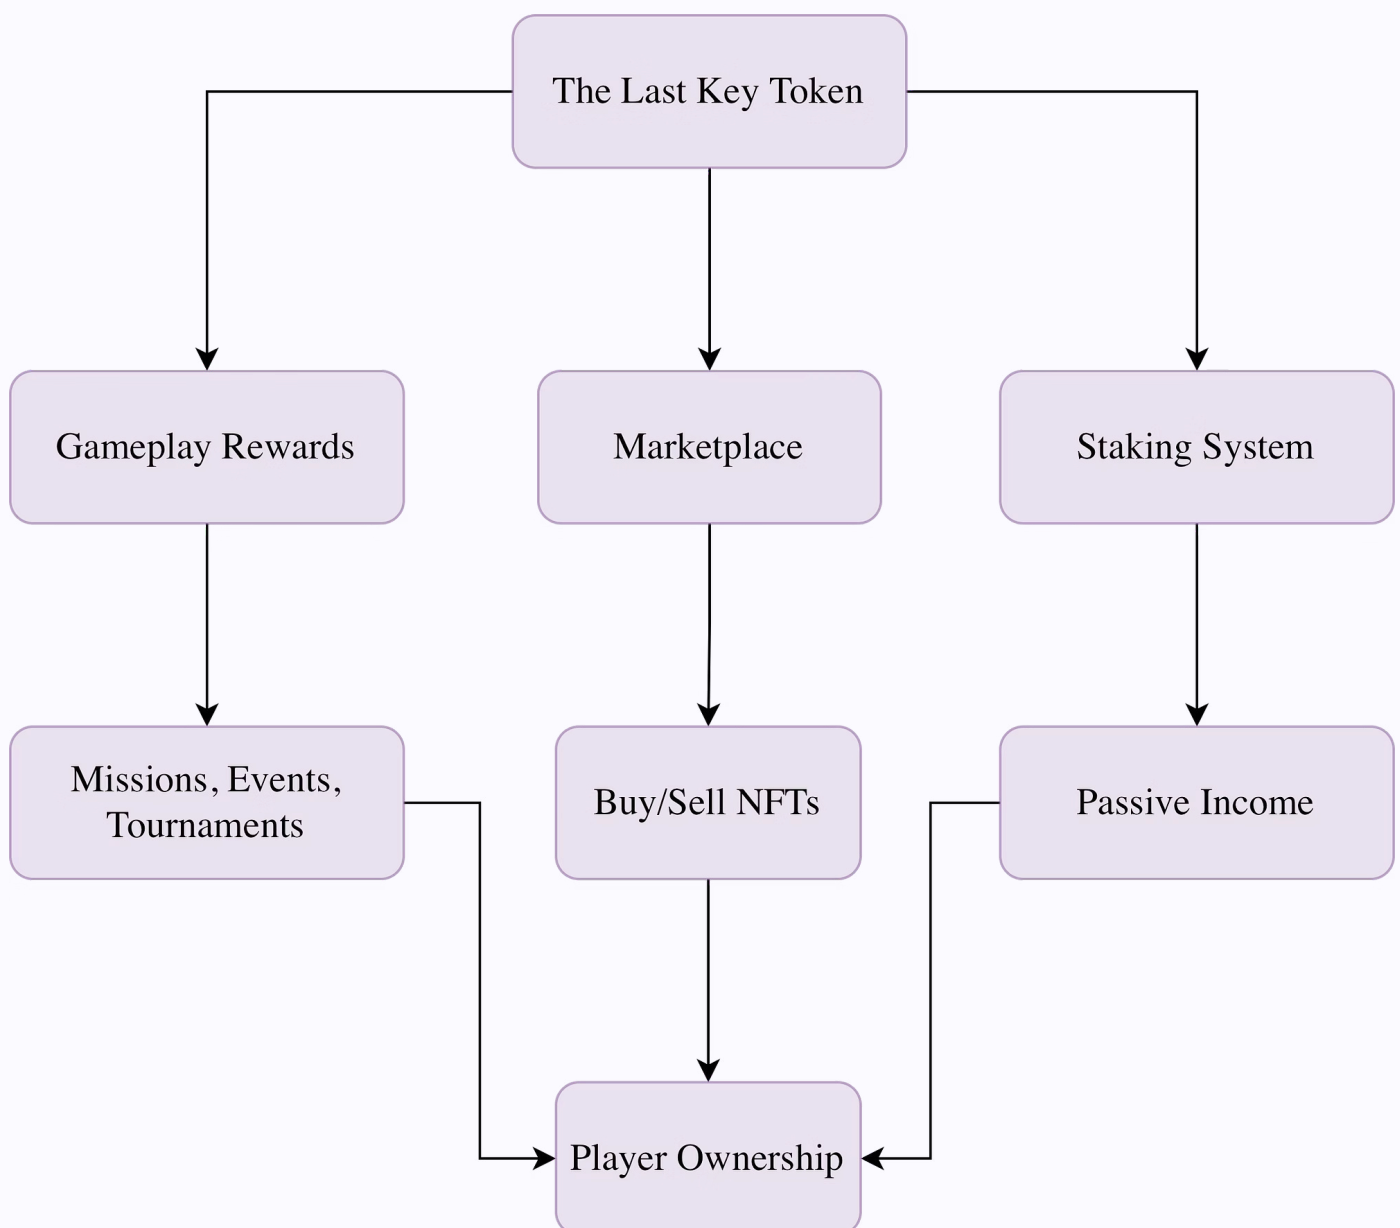 The Last Key Token
Gameplay Rewards
Marketplace
Staking System
Missions, Events,
Tournaments
Buy/Sell NFTs
Passive Income
Player Ownership